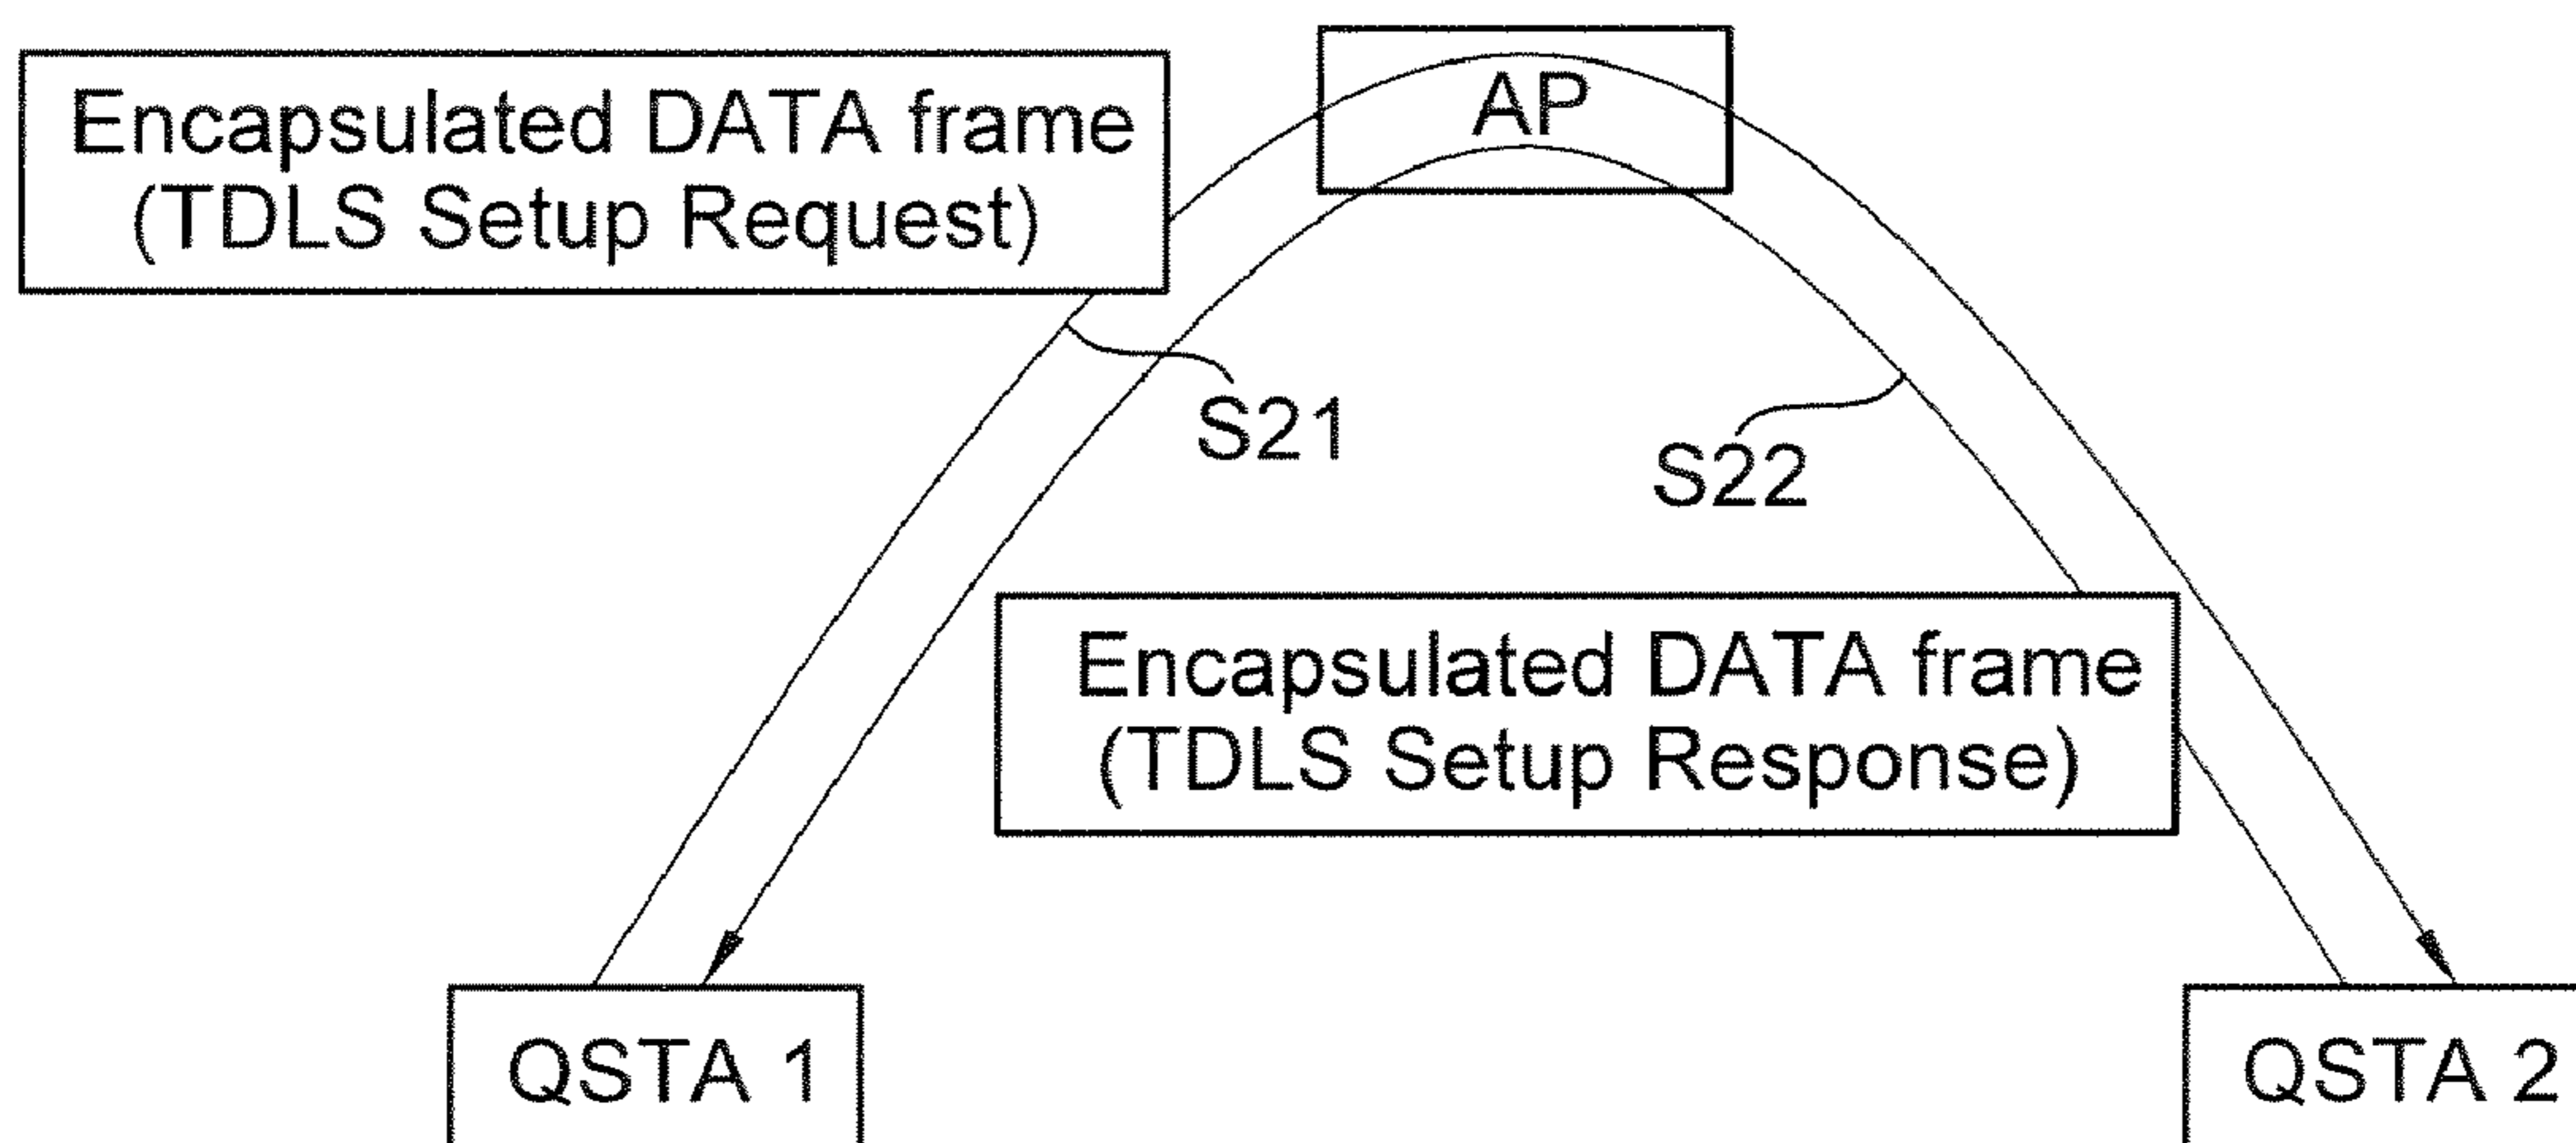 Encapsulated DATA frame
(TDLS Setup Request)
AP
S21
S22
Encapsulated DATA frame
(TDLS Setup Response)
QSTA 1
QSTA 2